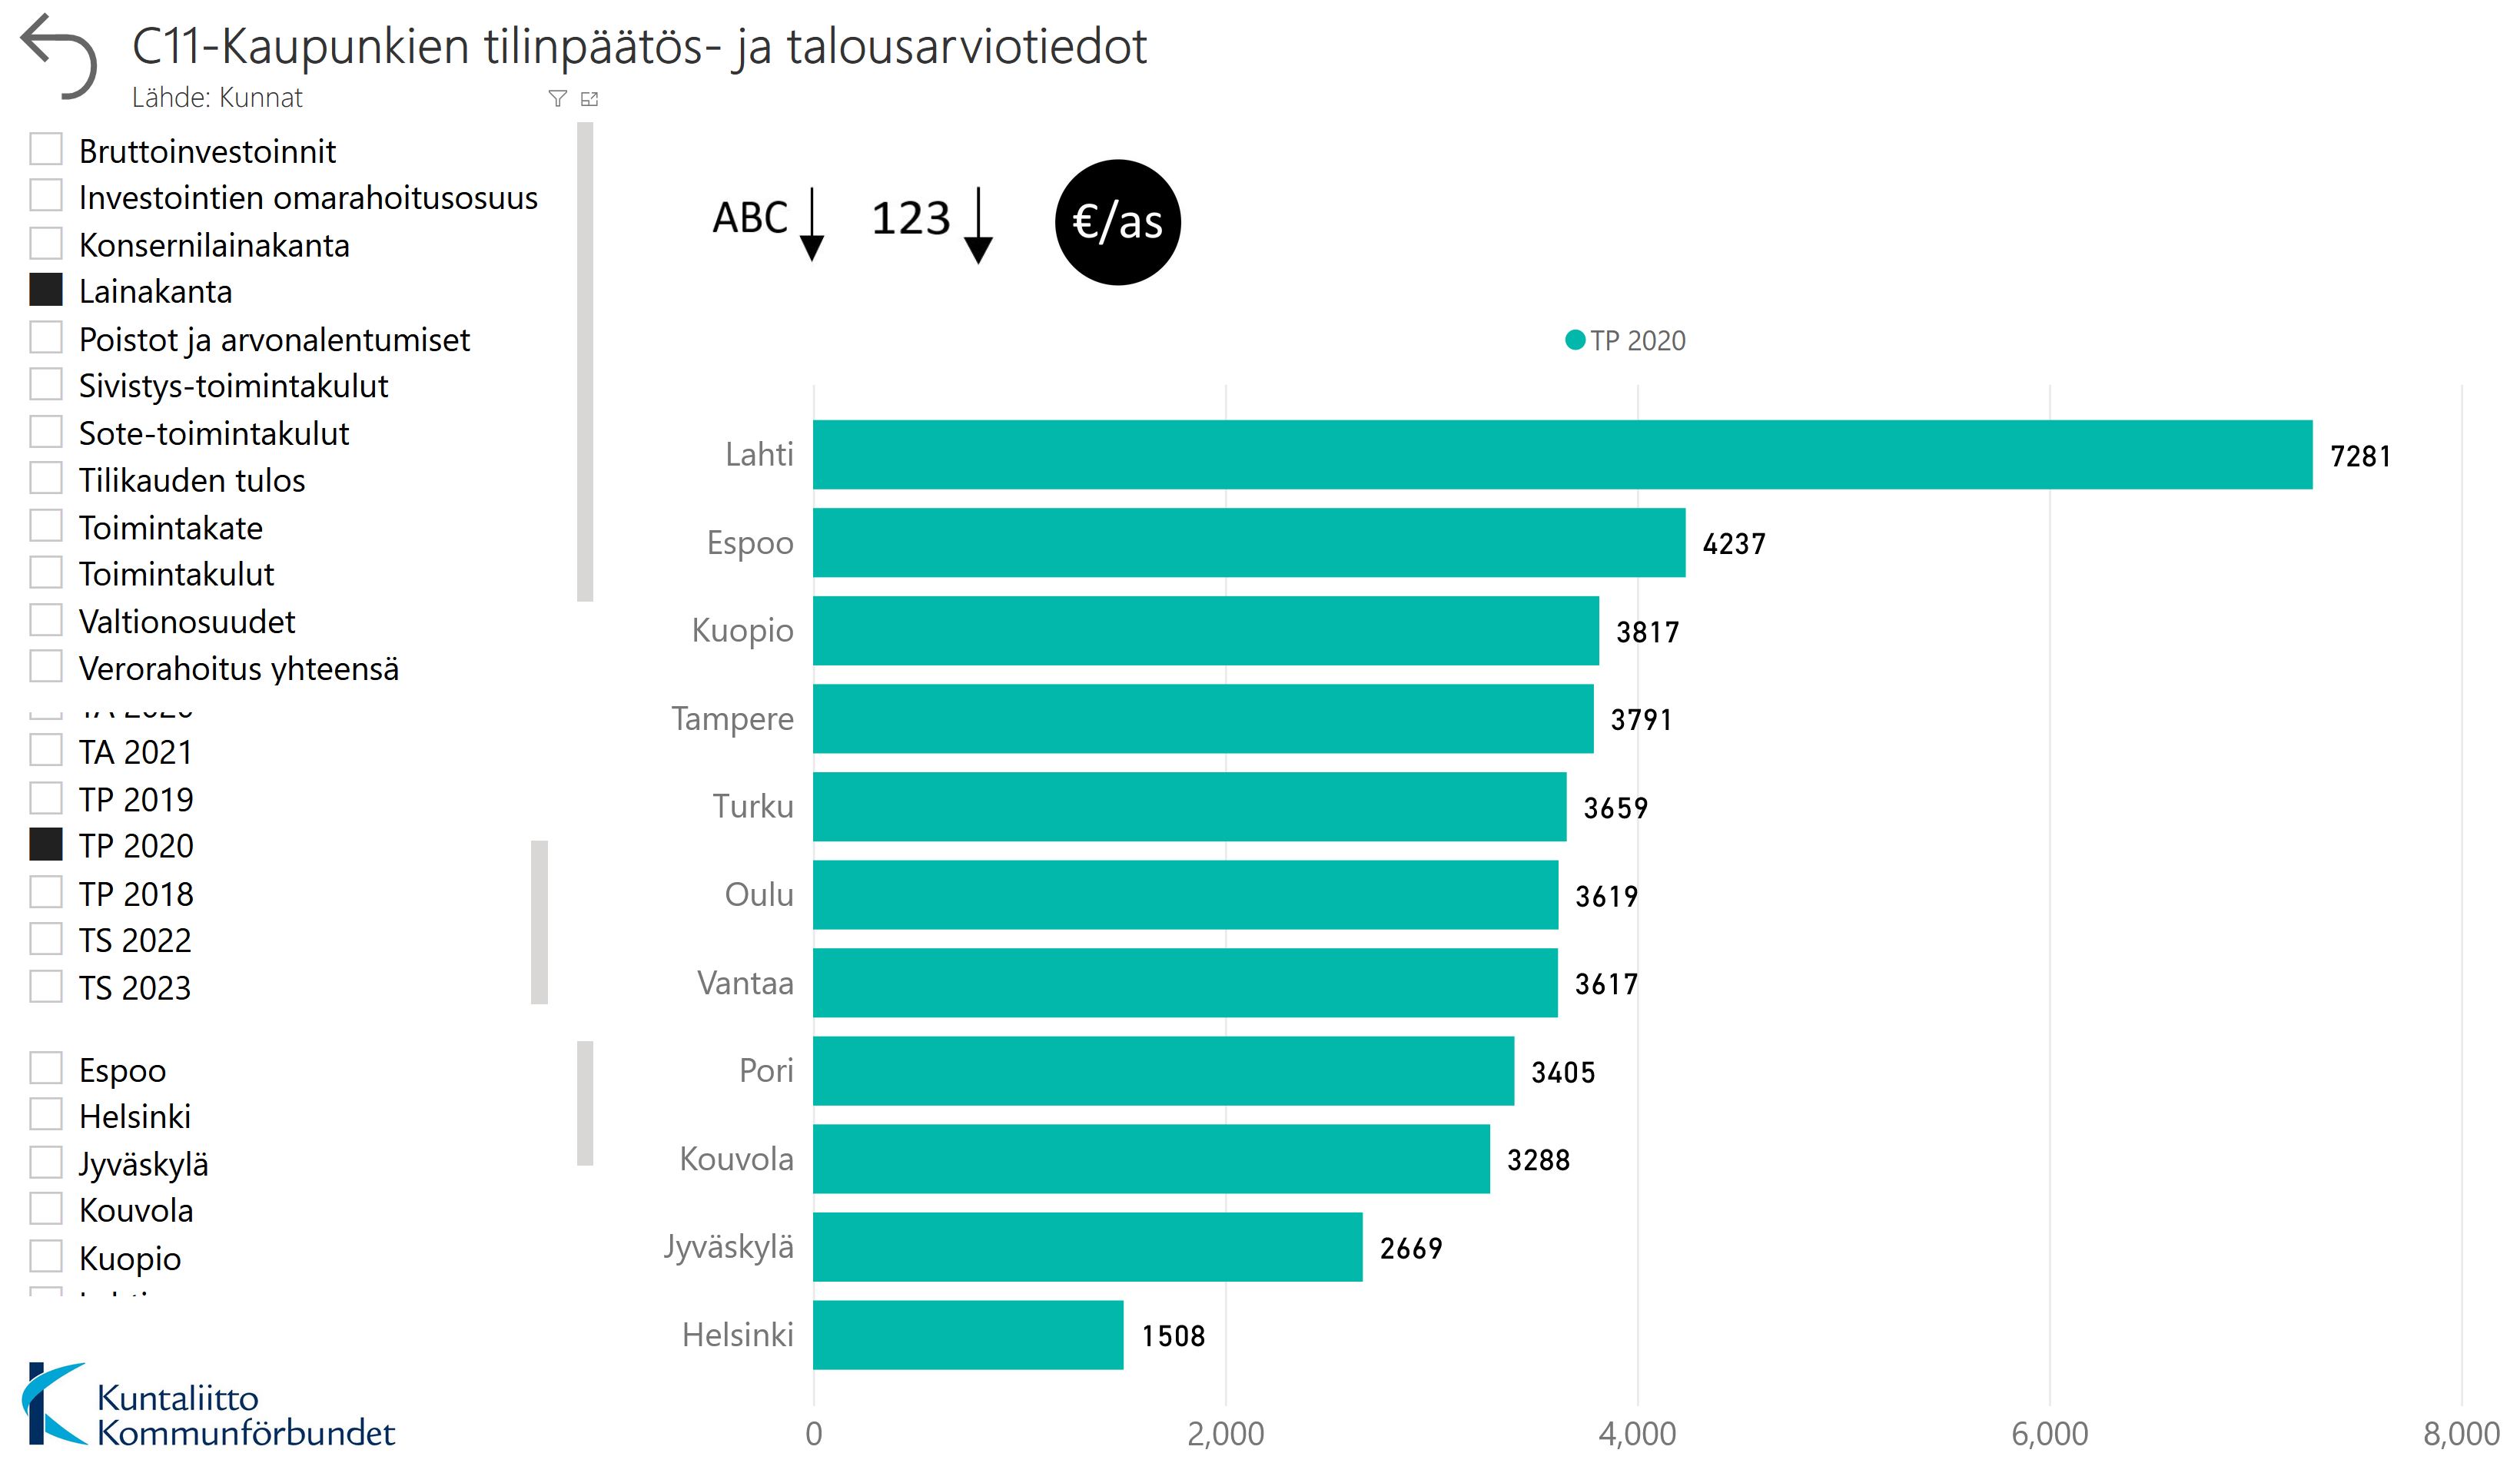 C11-Kaupunkien tilinpäätös- ja talousarviotiedot
Lähde: Kunnat
Bruttoinvestoinnit
Investointien omarahoitusosuus
Konsernilainakanta
Lainakanta
Poistot ja arvonalentumiset
Sivistys-toimintakulut
Sote-toimintakulut
Tilikauden tulos
Toimintakate
Toimintakulut
Valtionosuudet
Verorahoitus yhteensä
TA 2021
TP 2019
TP 2020
TP 2018
TS 2022
TS 2023
Espoo
Helsinki
Jyväskylä
Kouvola
Kuopio
Kuntaliitto
Kommunförbundet
ABC
123
€/as
TP 2020
Lahti 7281
Espoo 4237
Kuopio 3817
Tampere 3791
Turku 3659
Oulu 3619
Vantaa 3617
Pori 3405
Kouvola 3288
Jyväskylä 2669
Helsinki 1508
0 2,000 4,000 6,000 8,000